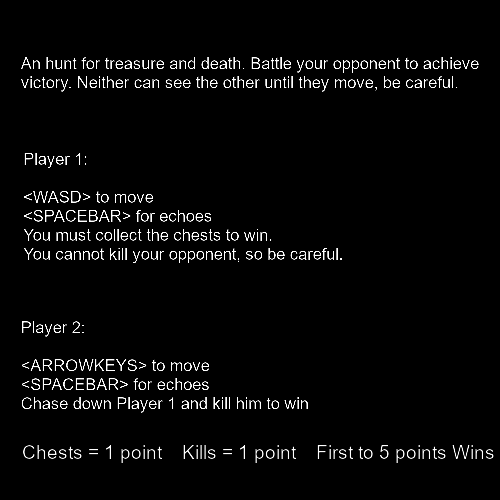 An hunt for treasure and death. Battle your opponent to achieve
victory. Neither can see the other until they move, be careful.
Player 1:
<WASD> to move
<SPACEBAR> for echoes
You must collect the chests to win.
You cannot kill your opponent, so be careful.
Player 2:
<ARROWKEYS> to move
<SPACEBAR> for echoes
Chase down Player 1 and kill him to win
Chests = 1 point    Kills = 1 point    First to 5 points Wins